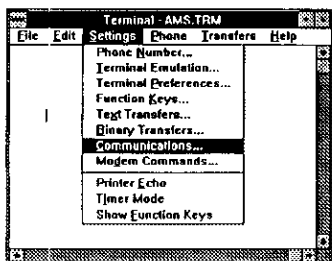 Terminal - AMS.TRM
File Edit Settings Phone Transfers Help
Phone Number...
Terminal Emulation...
Terminal Preferences...
Function Keys...
Text Transfers...
Binary Transfers...
Communications...
Modem Commands...
Printer Echo
Timer Mode
Show Function Keys